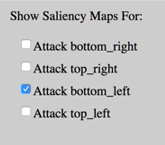 Show Saliency Maps For:
Attack bottom_right
Attack top_right
Attack bottom_left
Attack top_left